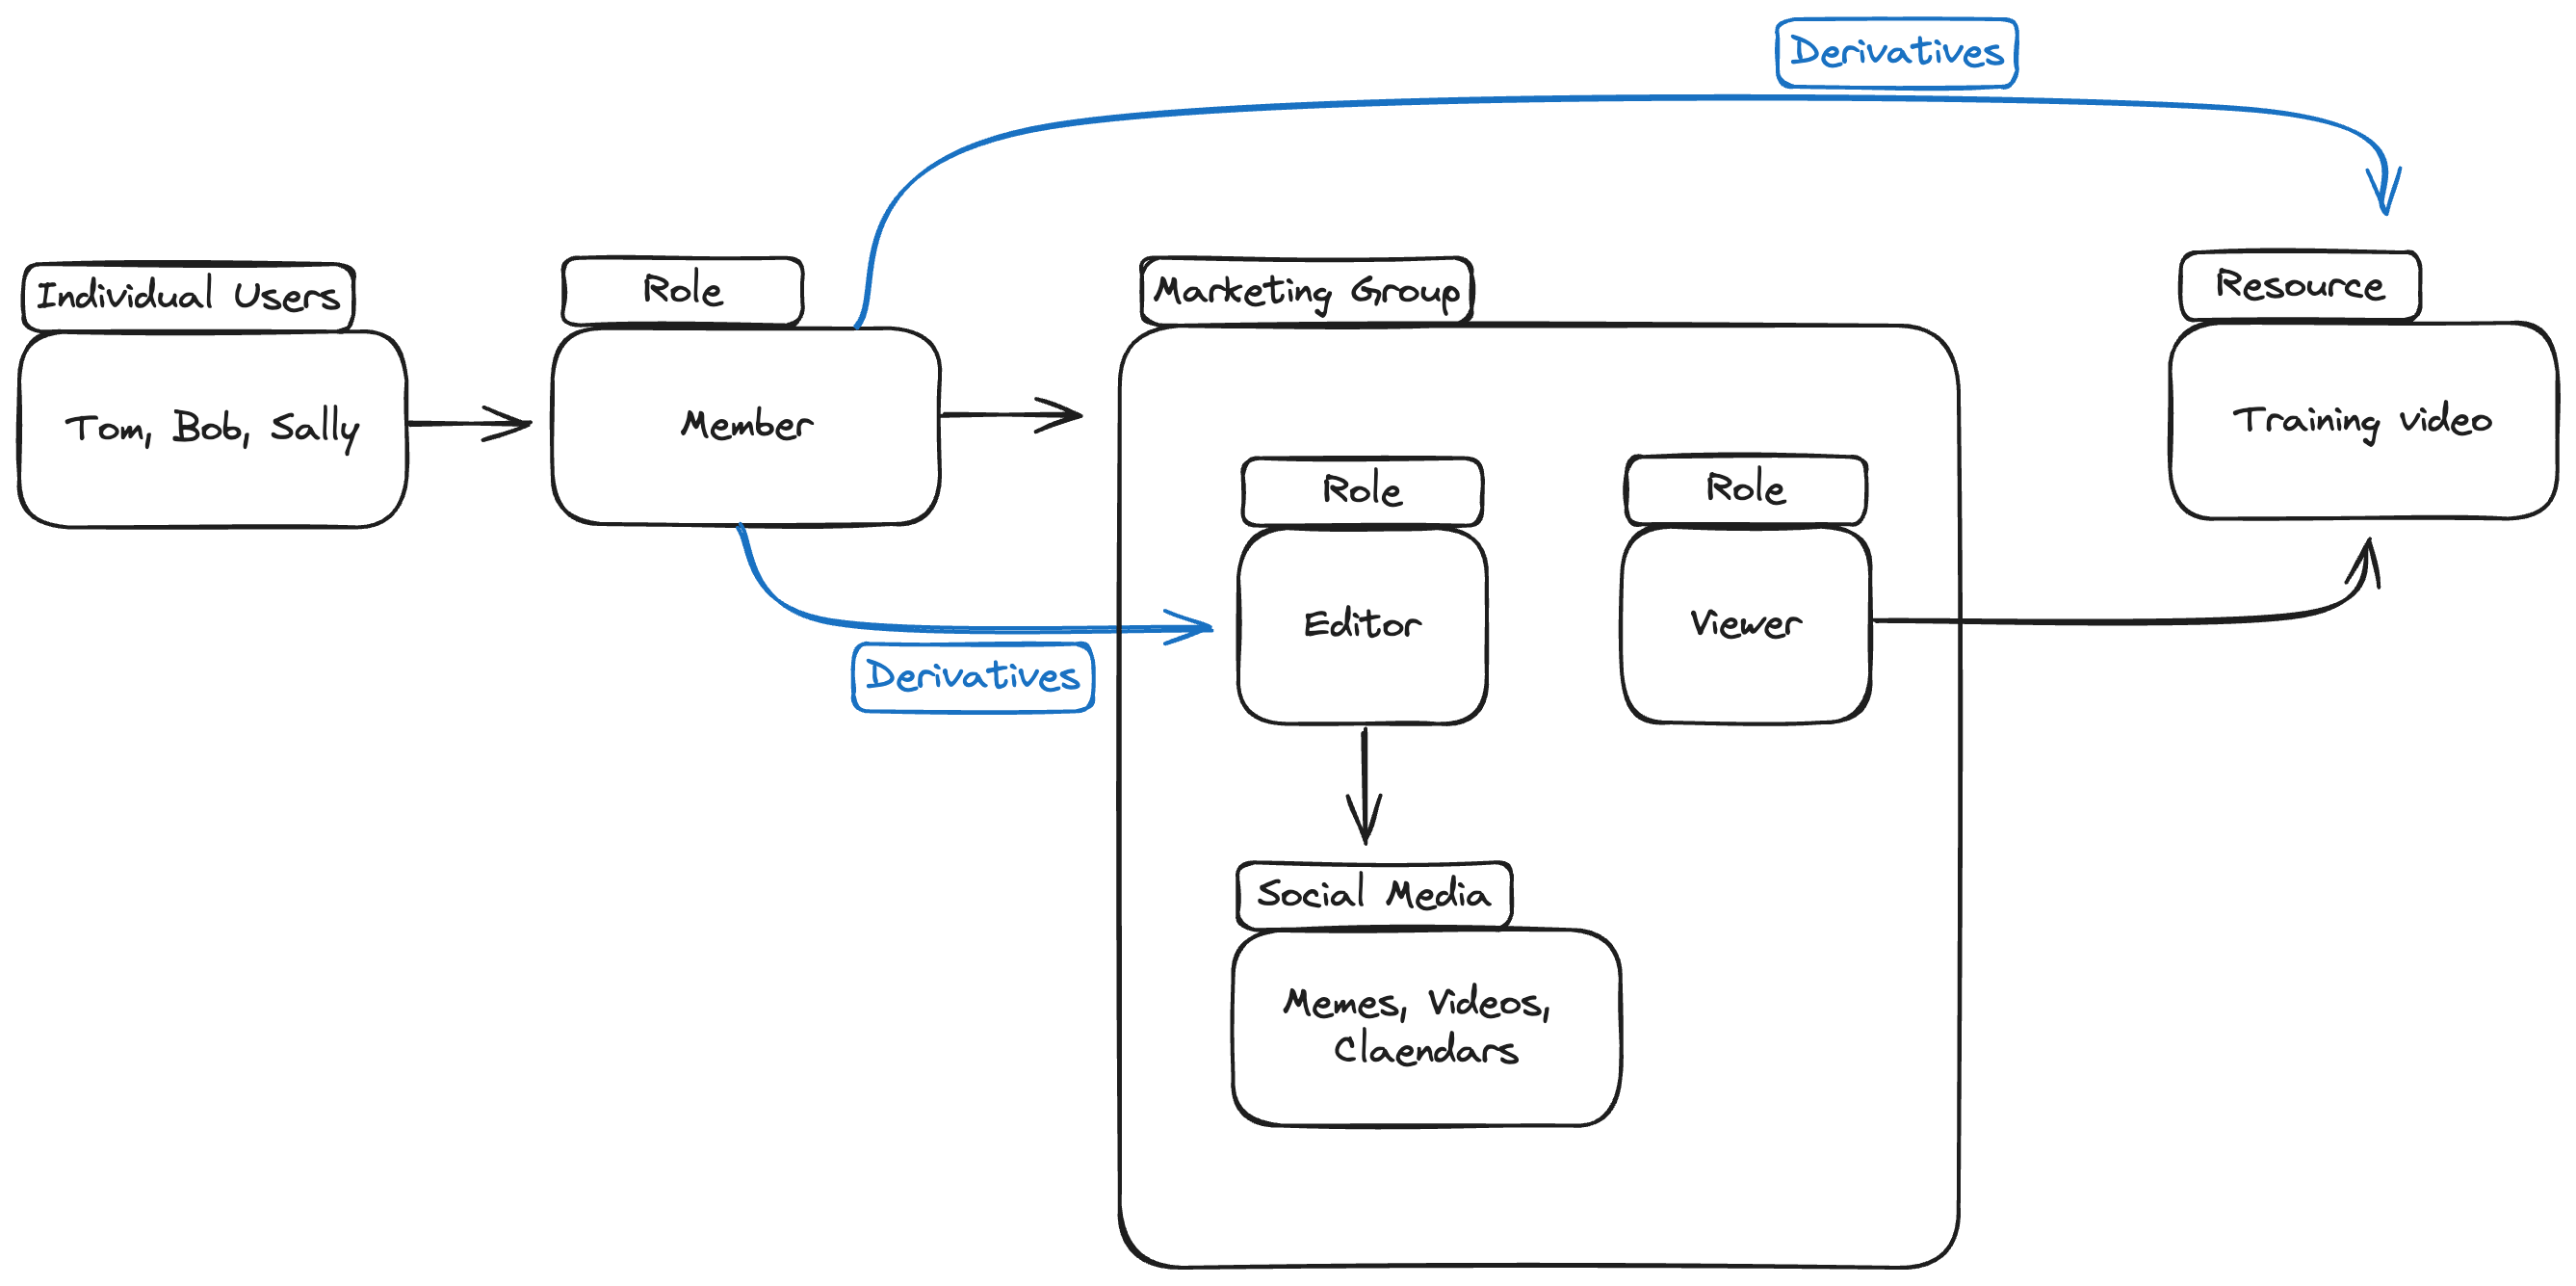 Derivatives
Individual Users
Tom, Bob, Sally
Role
Member
Marketing Group
Resource
Training video
Role
Editor
Role
Viewer
Derivatives
Social Media
Memes, Videos,
Claendars